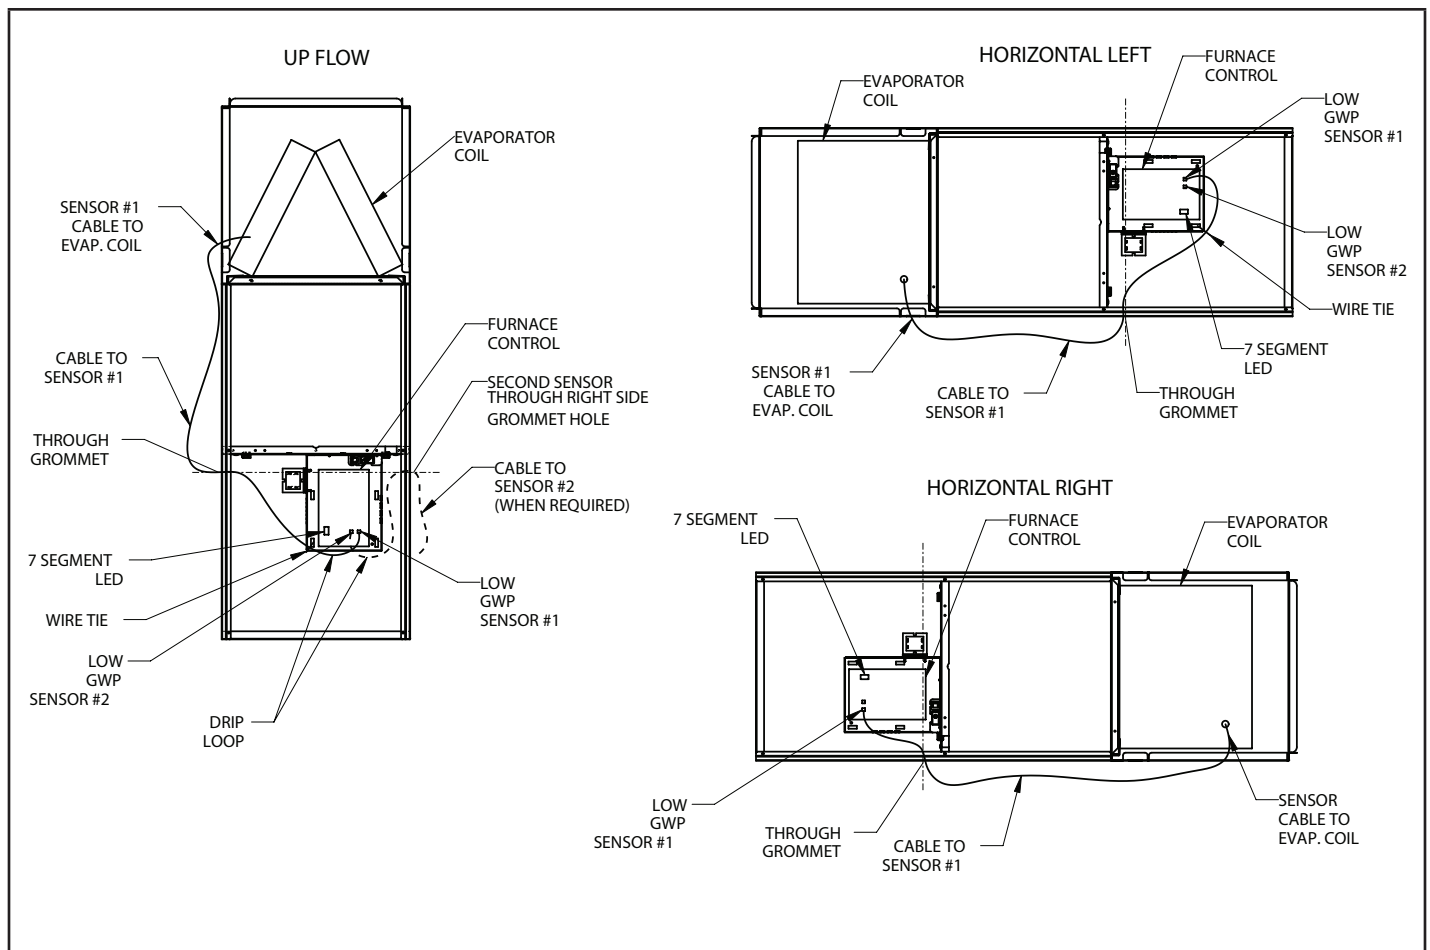 UP FLOW
EVAPORATOR
COIL
SENSOR #1
CABLE TO
EVAP. COIL
FURNACE
CONTROL
CABLE TO
SENSOR #1
SECOND SENSOR
THROUGH RIGHT SIDE
GROMMET HOLE
THROUGH
GROMMET
CABLE TO
SENSOR #2
(WHEN REQUIRED)
7 SEGMENT
LED
LOW
GWP
SENSOR #1
WIRE TIE
LOW
GWP
SENSOR #2
DRIP
LOOP
HORIZONTAL LEFT
FURNACE
CONTROL
EVAPORATOR
COIL
LOW
GWP
SENSOR #1
LOW
GWP
SENSOR #2
WIRE TIE
7 SEGMENT
LED
SENSOR #1
CABLE TO
EVAP. COIL
CABLE TO
SENSOR #1
THROUGH
GROMMET
HORIZONTAL RIGHT
7 SEGMENT
LED
FURNACE
CONTROL
EVAPORATOR
COIL
LOW
GWP
SENSOR #1
THROUGH
GROMMET
CABLE TO
SENSOR #1
SENSOR
CABLE TO
EVAP. COIL